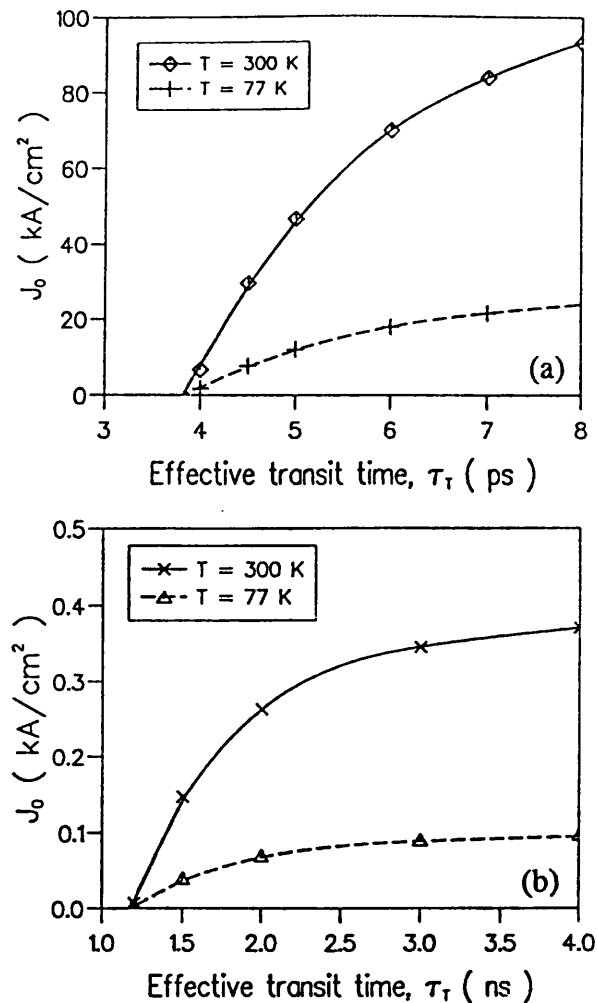 100
80
60
40
20
0
J₀ ( kA/cm² )
T = 300 K
T = 77 K
(a)
3 4 5 6 7 8
Effective transit time, τ_T ( ps )
0.5
0.4
0.3
0.2
0.1
0.0
J₀ ( kA/cm² )
T = 300 K
T = 77 K
(b)
1.0 1.5 2.0 2.5 3.0 3.5 4.0
Effective transit time, τ_T ( ns )